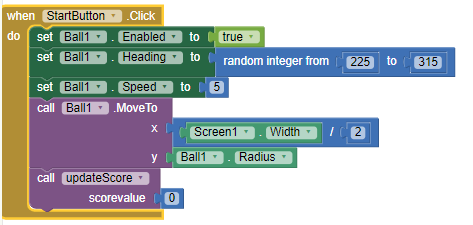 when StartButton .Click
do set Ball1 . Enabled to true
set Ball1 . Heading to random integer from 225 to 315
set Ball1 . Speed to 5
call Ball1 .MoveTo
x Screen1 . Width / 2
y Ball1 . Radius
call updateScore
scorevalue 0